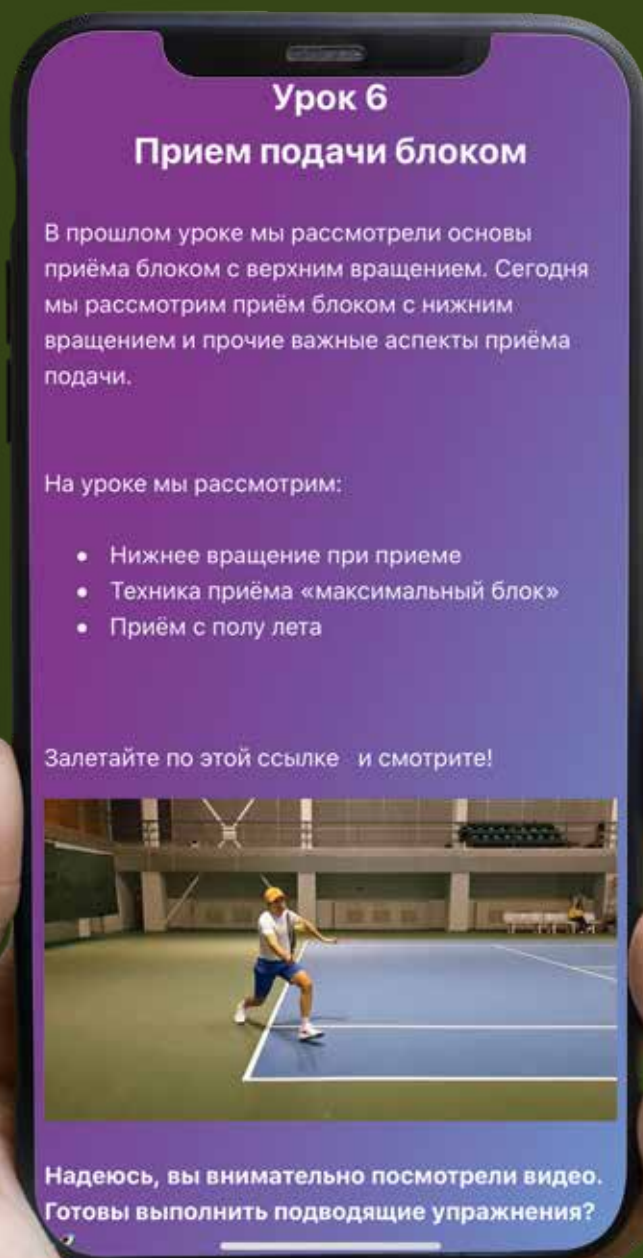 Урок 6
Прием подачи блоком
В прошлом уроке мы рассмотрели основы
приёма блоком с верхним вращением. Сегодня
мы рассмотрим приём блоком с нижним
вращением и прочие важные аспекты приёма
подачи.
На уроке мы рассмотрим:
• Нижнее вращение при приеме
• Техника приёма «максимальный блок»
• Приём с полу лета
Залетайте по этой ссылке и смотрите!
Надеюсь, вы внимательно посмотрели видео.
Готовы выполнить подводящие упражнения?